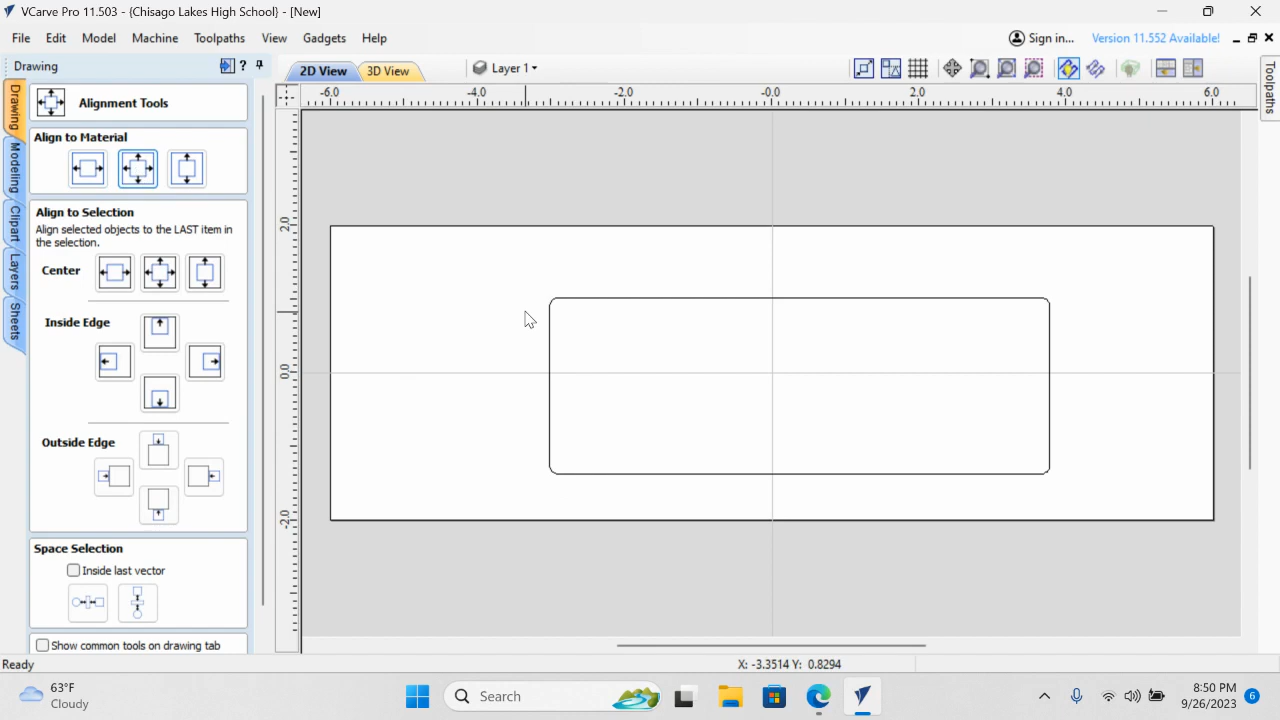 VCarve Pro 11.503 - {Chisago Lakes High School} - [New]
File Edit Model Machine Toolpaths View Gadgets Help
Sign in... Version 11.552 Available!
Drawing
?
2D View 3D View
Layer 1
Alignment Tools
-6.0 -4.0 -2.0 -0.0 2.0 4.0 6.0
Toolpaths
Drawing
Modeling
Clipart
Layers
Sheets
Align to Material
Align to Selection
Align selected objects to the LAST item in
the selection.
Center
Inside Edge
Outside Edge
Space Selection
Inside last vector
Show common tools on drawing tab
2.0
0.0
-2.0
Ready
X: -3.3514 Y: 0.8294
63°F
Cloudy
Search
8:50 PM
9/26/2023
6